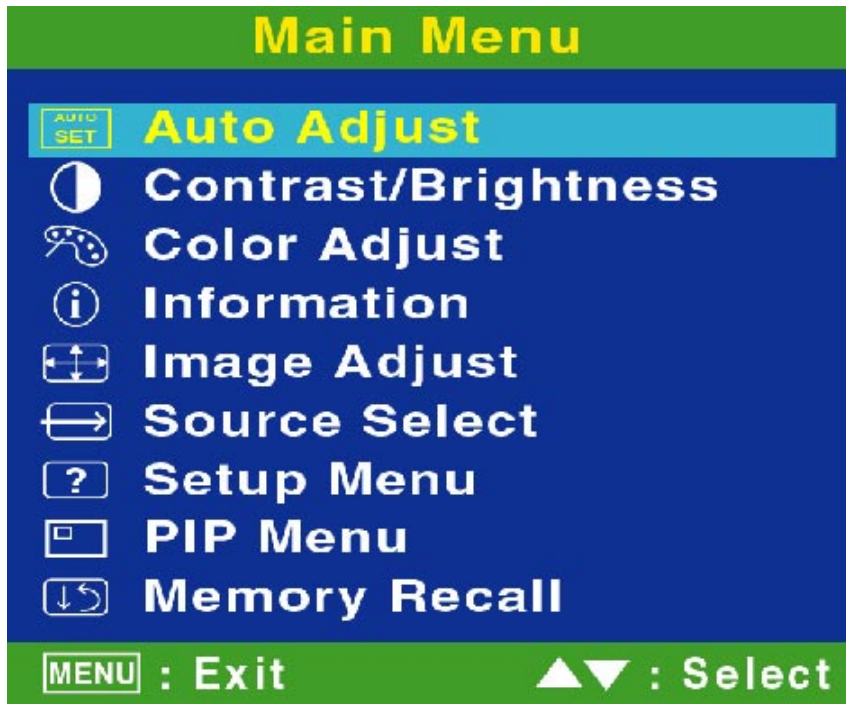 Main Menu
AUTO SET Auto Adjust
Contrast/Brightness
Color Adjust
i Information
Image Adjust
Source Select
? Setup Menu
PIP Menu
Memory Recall
MENU : Exit ▲▼ : Select